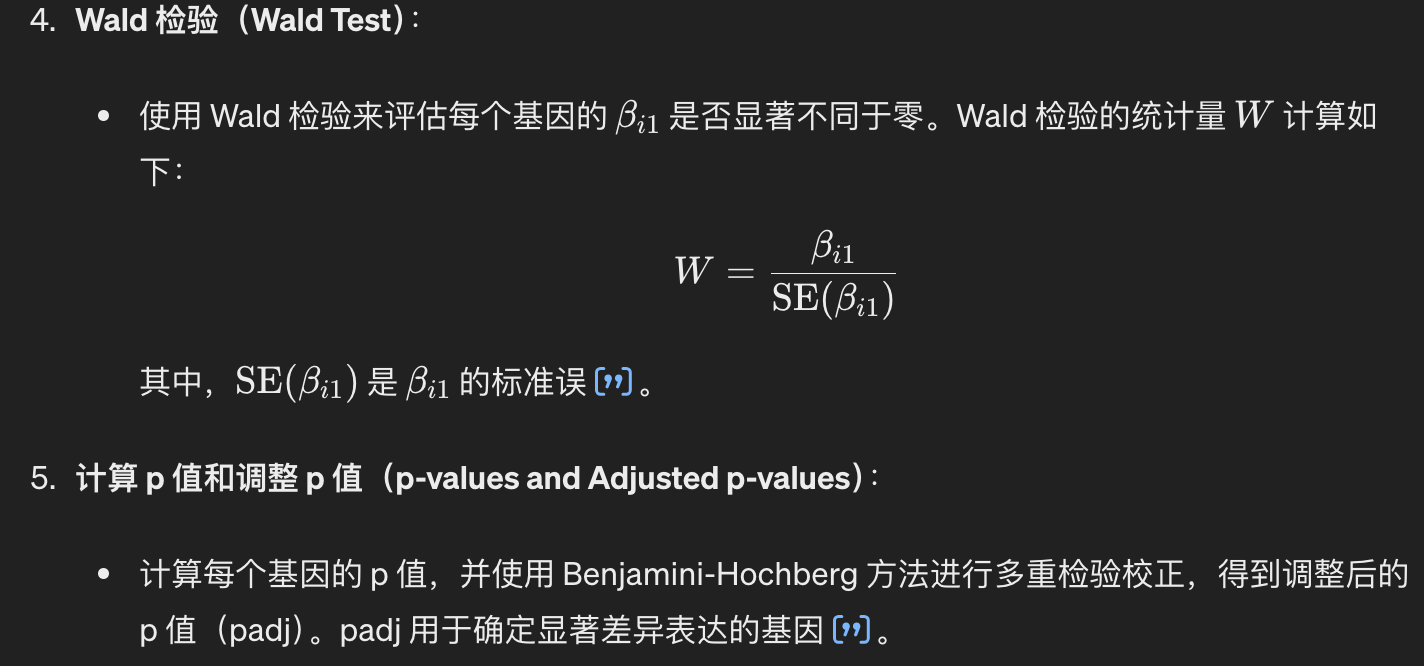 4. Wald 检验（Wald Test）：
• 使用 Wald 检验来评估每个基因的 βi1 是否显著不同于零。Wald 检验的统计量 W 计算如
下：
W = βi1 / SE(βi1)
其中，SE(βi1) 是 βi1 的标准误 [”]。
5. 计算 p 值和调整 p 值（p-values and Adjusted p-values）：
• 计算每个基因的 p 值，并使用 Benjamini-Hochberg 方法进行多重检验校正，得到调整后的
p 值（padj）。padj 用于确定显著差异表达的基因 [”]。